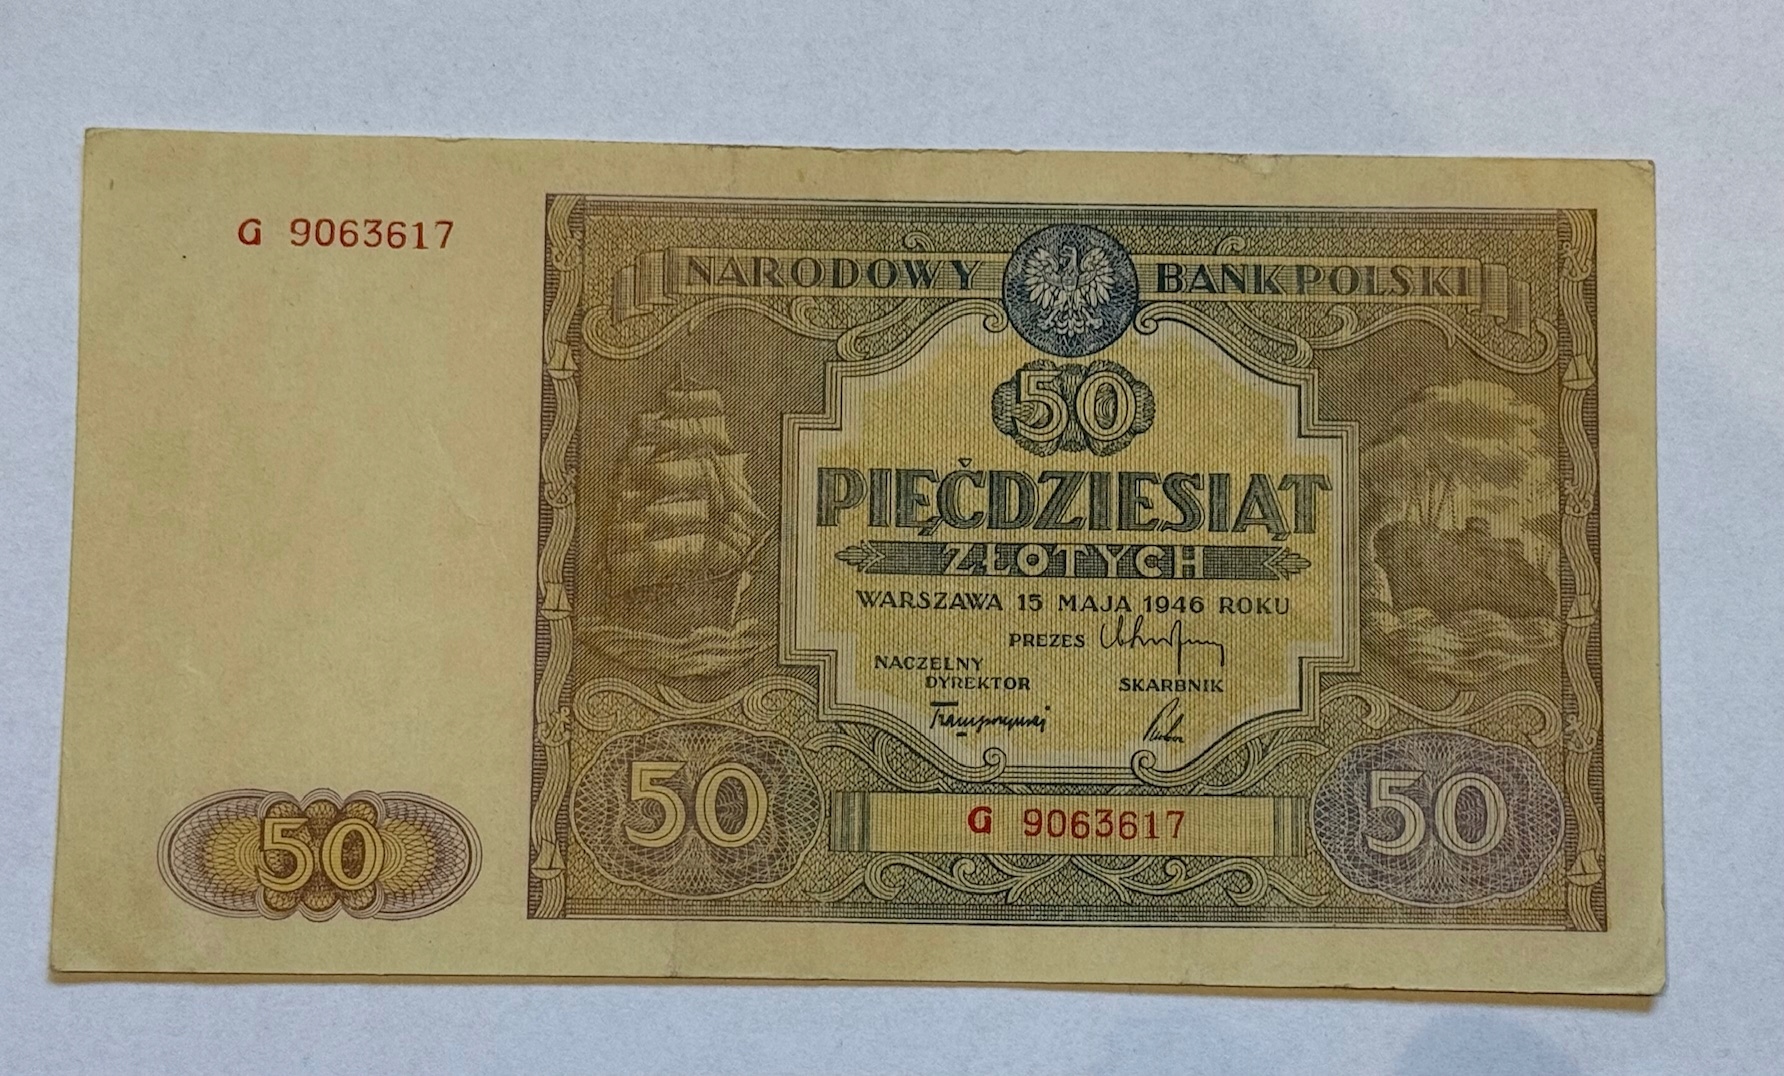 G 9063617
NARODOWY BANK POLSKI
50
PIĘĆDZIESIĄT
ZŁOTYCH
WARSZAWA 15 MAJA 1946 ROKU
PREZES
NACZELNY
DYREKTOR
SKARBNIK
50
50
G 9063617
50